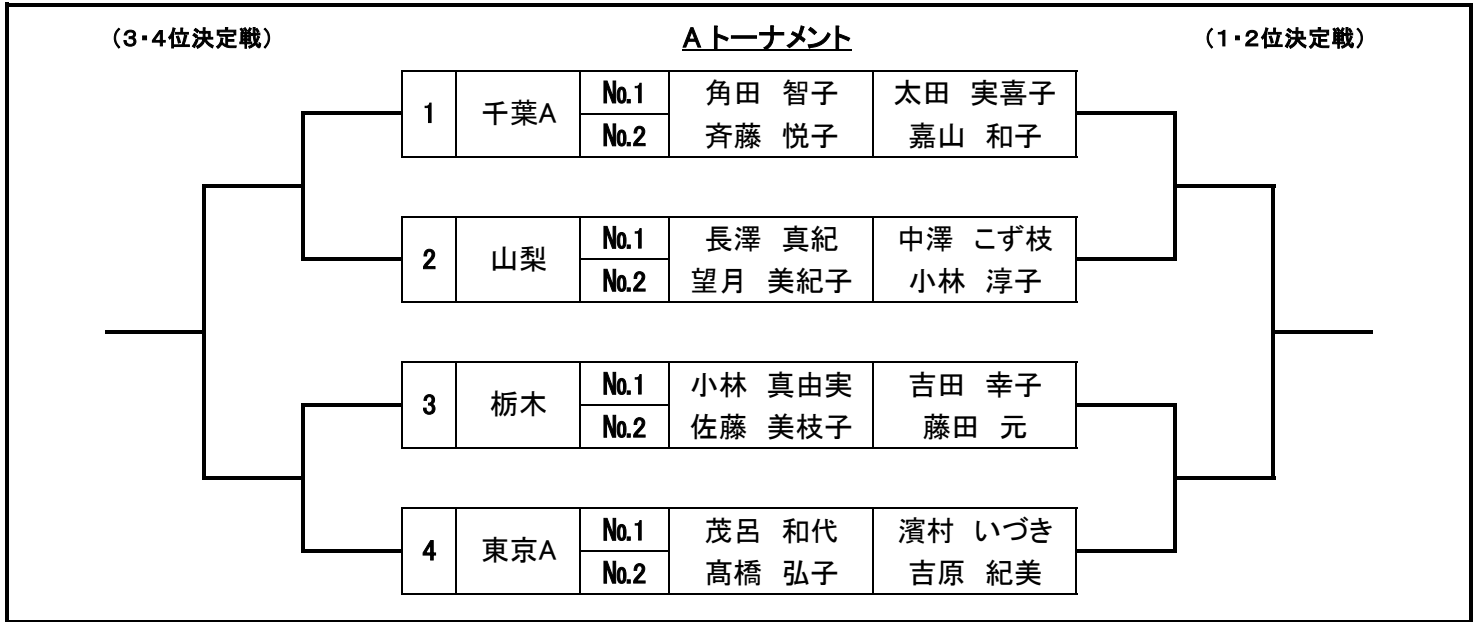 （3・4位決定戦） Aトーナメント （1・2位決定戦）
1 千葉A No.1 角田 智子 太田 実喜子
No.2 斉藤 悦子 嘉山 和子
2 山梨 No.1 長澤 真紀 中澤 こず枝
No.2 望月 美紀子 小林 淳子
3 栃木 No.1 小林 真由実 吉田 幸子
No.2 佐藤 美枝子 藤田 元
4 東京A No.1 茂呂 和代 濱村 いづき
No.2 髙橋 弘子 吉原 紀美